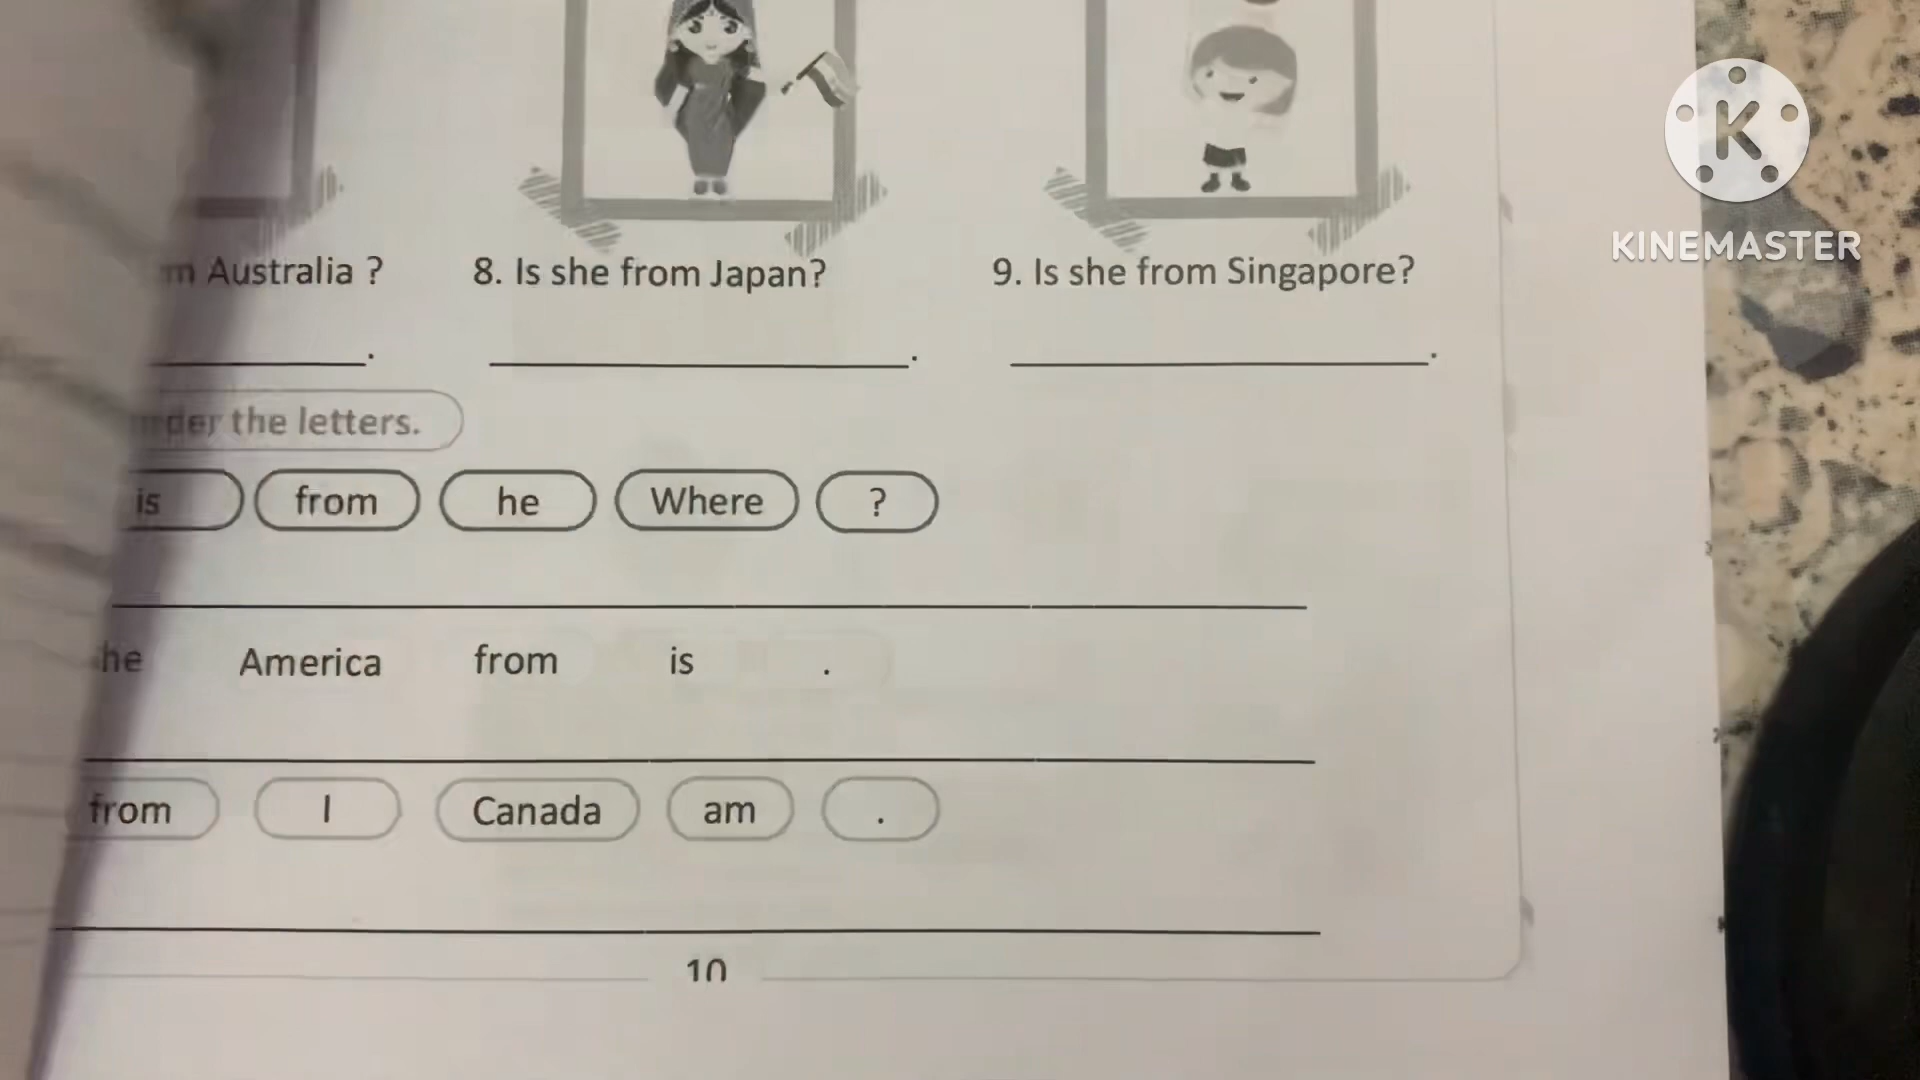 K
KINEMASTER
Australia ? 8. Is she from Japan? 9. Is she from Singapore?
. . .
the letters.
is from he Where ?
he America from is .
from I Canada am .
10